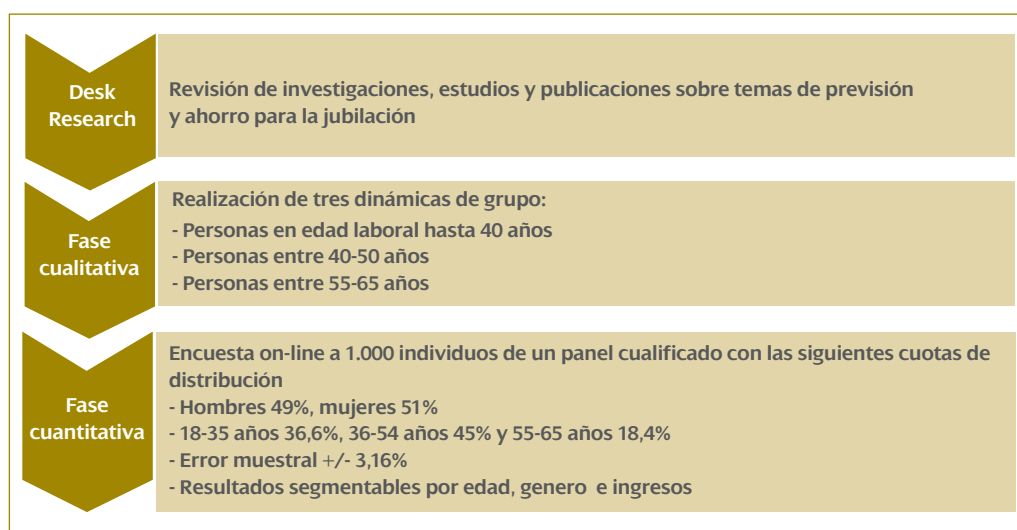 Desk
Research
Revisión de investigaciones, estudios y publicaciones sobre temas de previsión
y ahorro para la jubilación
Fase
cualitativa
Realización de tres dinámicas de grupo:
- Personas en edad laboral hasta 40 años
- Personas entre 40-50 años
- Personas entre 55-65 años
Fase
cuantitativa
Encuesta on-line a 1.000 individuos de un panel cualificado con las siguientes cuotas de
distribución
- Hombres 49%, mujeres 51%
- 18-35 años 36,6%, 36-54 años 45% y 55-65 años 18,4%
- Error muestral +/- 3,16%
- Resultados segmentables por edad, genero e ingresos